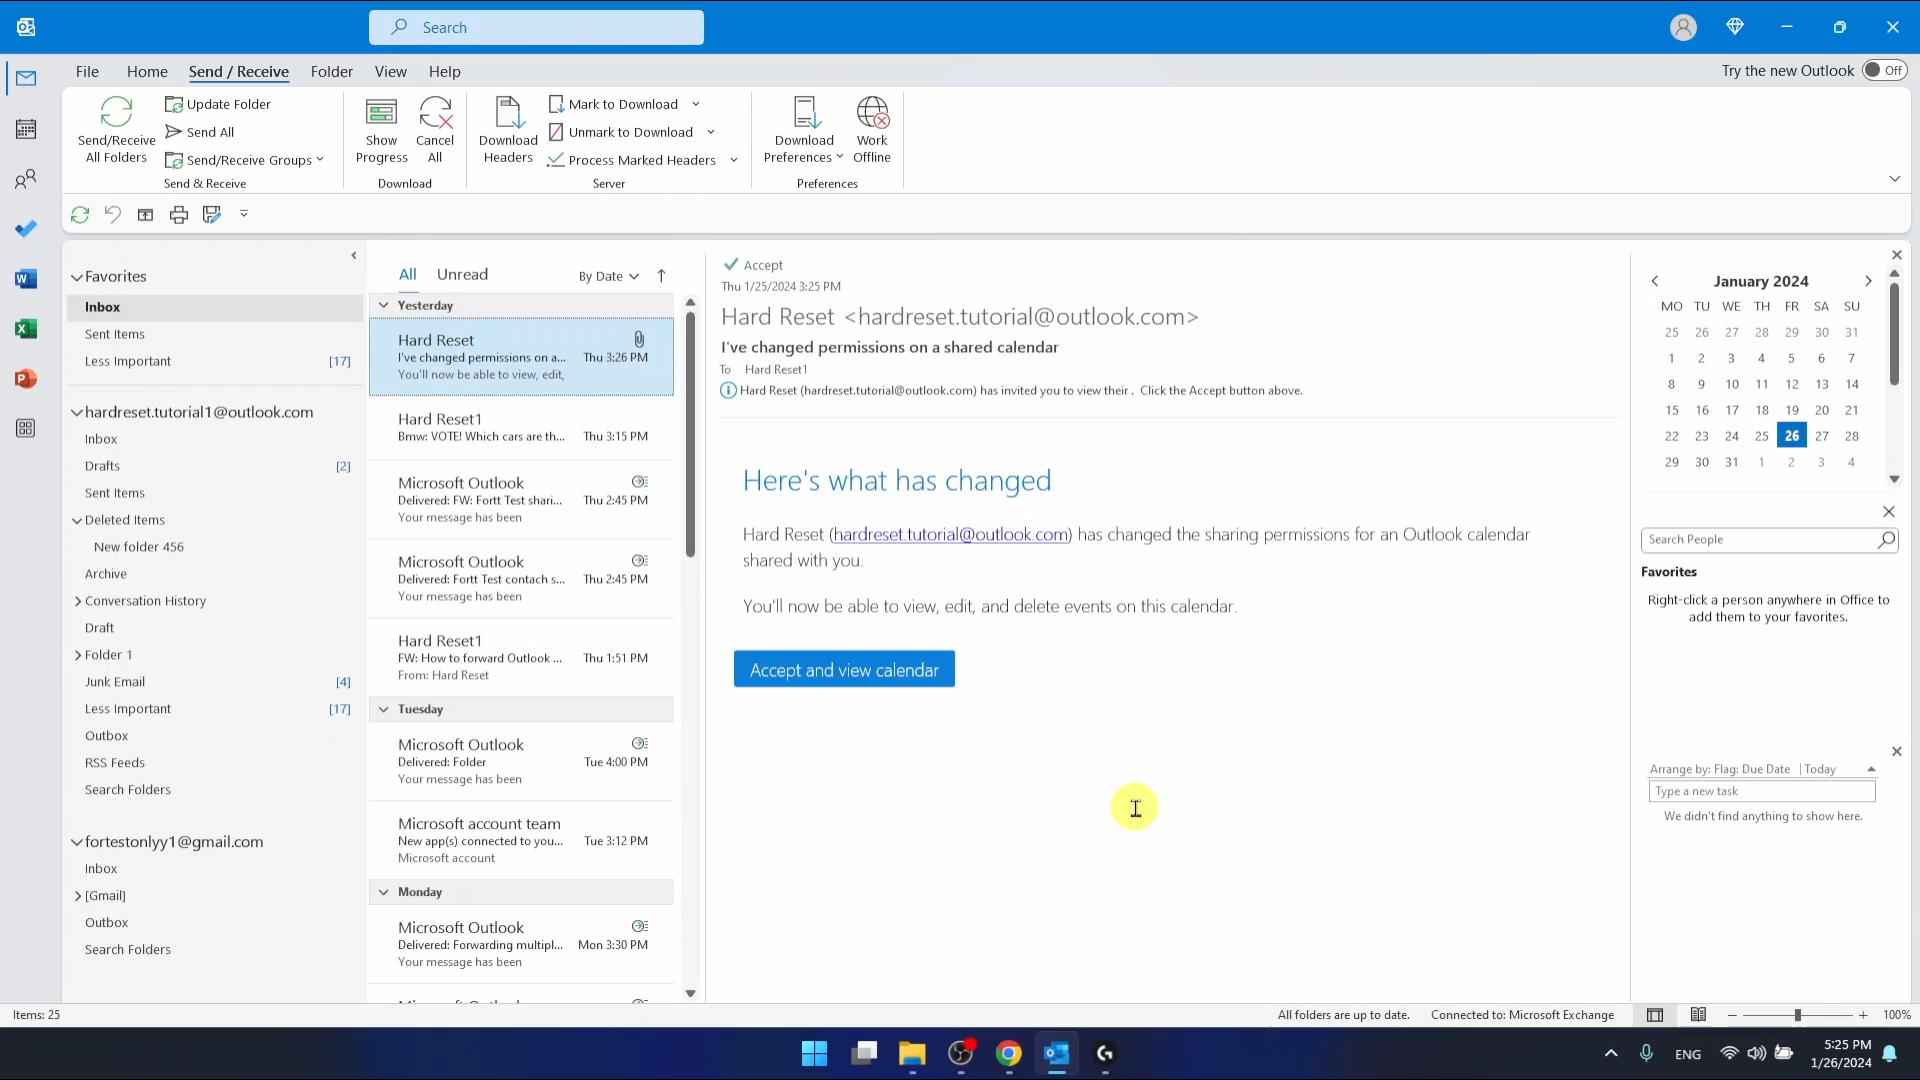 Search
File Home Send / Receive Folder View Help
Try the new Outlook Off
Send/Receive
All Folders
Update Folder
Send All
Send/Receive Groups
Send & Receive
Show
Progress
Cancel
All
Download
Download
Headers
Mark to Download
Unmark to Download
Process Marked Headers
Server
Download
Preferences
Work
Offline
Preferences
Favorites
Inbox
Sent Items
Less Important [17]
hardreset.tutorial1@outlook.com
Inbox
Drafts [2]
Sent Items
Deleted Items
New folder 456
Archive
Conversation History
Draft
Folder 1
Junk Email [4]
Less Important [17]
Outbox
RSS Feeds
Search Folders
fortestonlyy1@gmail.com
Inbox
[Gmail]
Outbox
Search Folders
All Unread By Date
Yesterday
Hard Reset
I've changed permissions on a... Thu 3:26 PM
You'll now be able to view, edit,
Hard Reset1
Bmw: VOTE! Which cars are th... Thu 3:15 PM
Microsoft Outlook
Delivered: FW: Fortt Test shari... Thu 2:45 PM
Your message has been
Microsoft Outlook
Delivered: Fortt Test contach s... Thu 2:45 PM
Your message has been
Hard Reset1
FW: How to forward Outlook ... Thu 1:51 PM
From: Hard Reset
Tuesday
Microsoft Outlook
Delivered: Folder Tue 4:00 PM
Your message has been
Microsoft account team
New app(s) connected to you... Tue 3:12 PM
Microsoft account
Monday
Microsoft Outlook
Delivered: Forwarding multipl... Mon 3:30 PM
Your message has been
Accept
Thu 1/25/2024 3:25 PM
Hard Reset <hardreset.tutorial@outlook.com>
I've changed permissions on a shared calendar
To Hard Reset1
Hard Reset (hardreset.tutorial@outlook.com) has invited you to view their . Click the Accept button above.
Here's what has changed
Hard Reset (hardreset.tutorial@outlook.com) has changed the sharing permissions for an Outlook calendar
shared with you.
You'll now be able to view, edit, and delete events on this calendar.
Accept and view calendar
January 2024
MO TU WE TH FR SA SU
25 26 27 28 29 30 31
1 2 3 4 5 6 7
8 9 10 11 12 13 14
15 16 17 18 19 20 21
22 23 24 25 26 27 28
29 30 31 1 2 3 4
Search People
Favorites
Right-click a person anywhere in Office to
add them to your favorites.
Arrange by: Flag: Due Date | Today
Type a new task
We didn't find anything to show here.
Items: 25
All folders are up to date. Connected to: Microsoft Exchange 100%
ENG
5:25 PM
1/26/2024